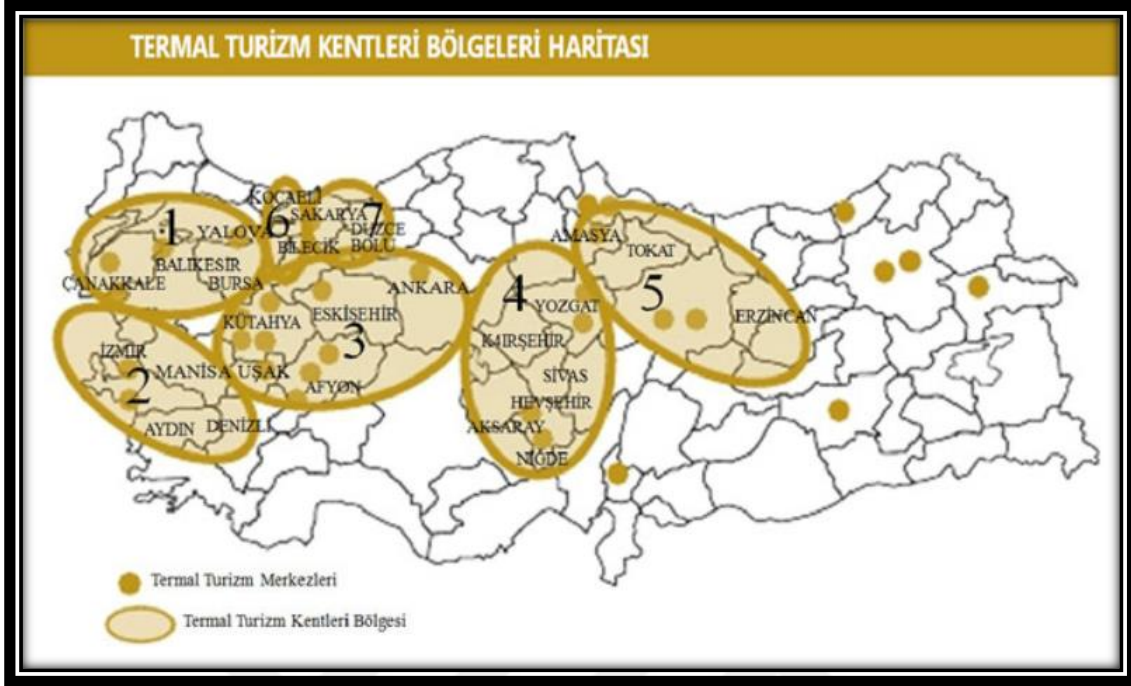 TERMAL TURİZM KENTLERİ BÖLGELERİ HARİTASI
KOCAELİ
1
6
SAKARYA
7
YALOVA
DÜZCE
BİLECİK
BOLU
AMASYA
TOKAT
BALIKESİR
ÇANAKKALE
BURSA
ANKARA
4
5
YOZGAT
ERZİNCAN
KÜTAHYA
ESKİŞEHİR
3
K4IRŞEHİR
İZMİR
MANİSA
UŞAK
SİVAS
2
AFYON
HEVŞEHİR
AYDIN
DENİZLİ
AKSARAY
NİĞDE
Termal Turizm Merkezleri
Termal Turizm Kentleri Bölgesi